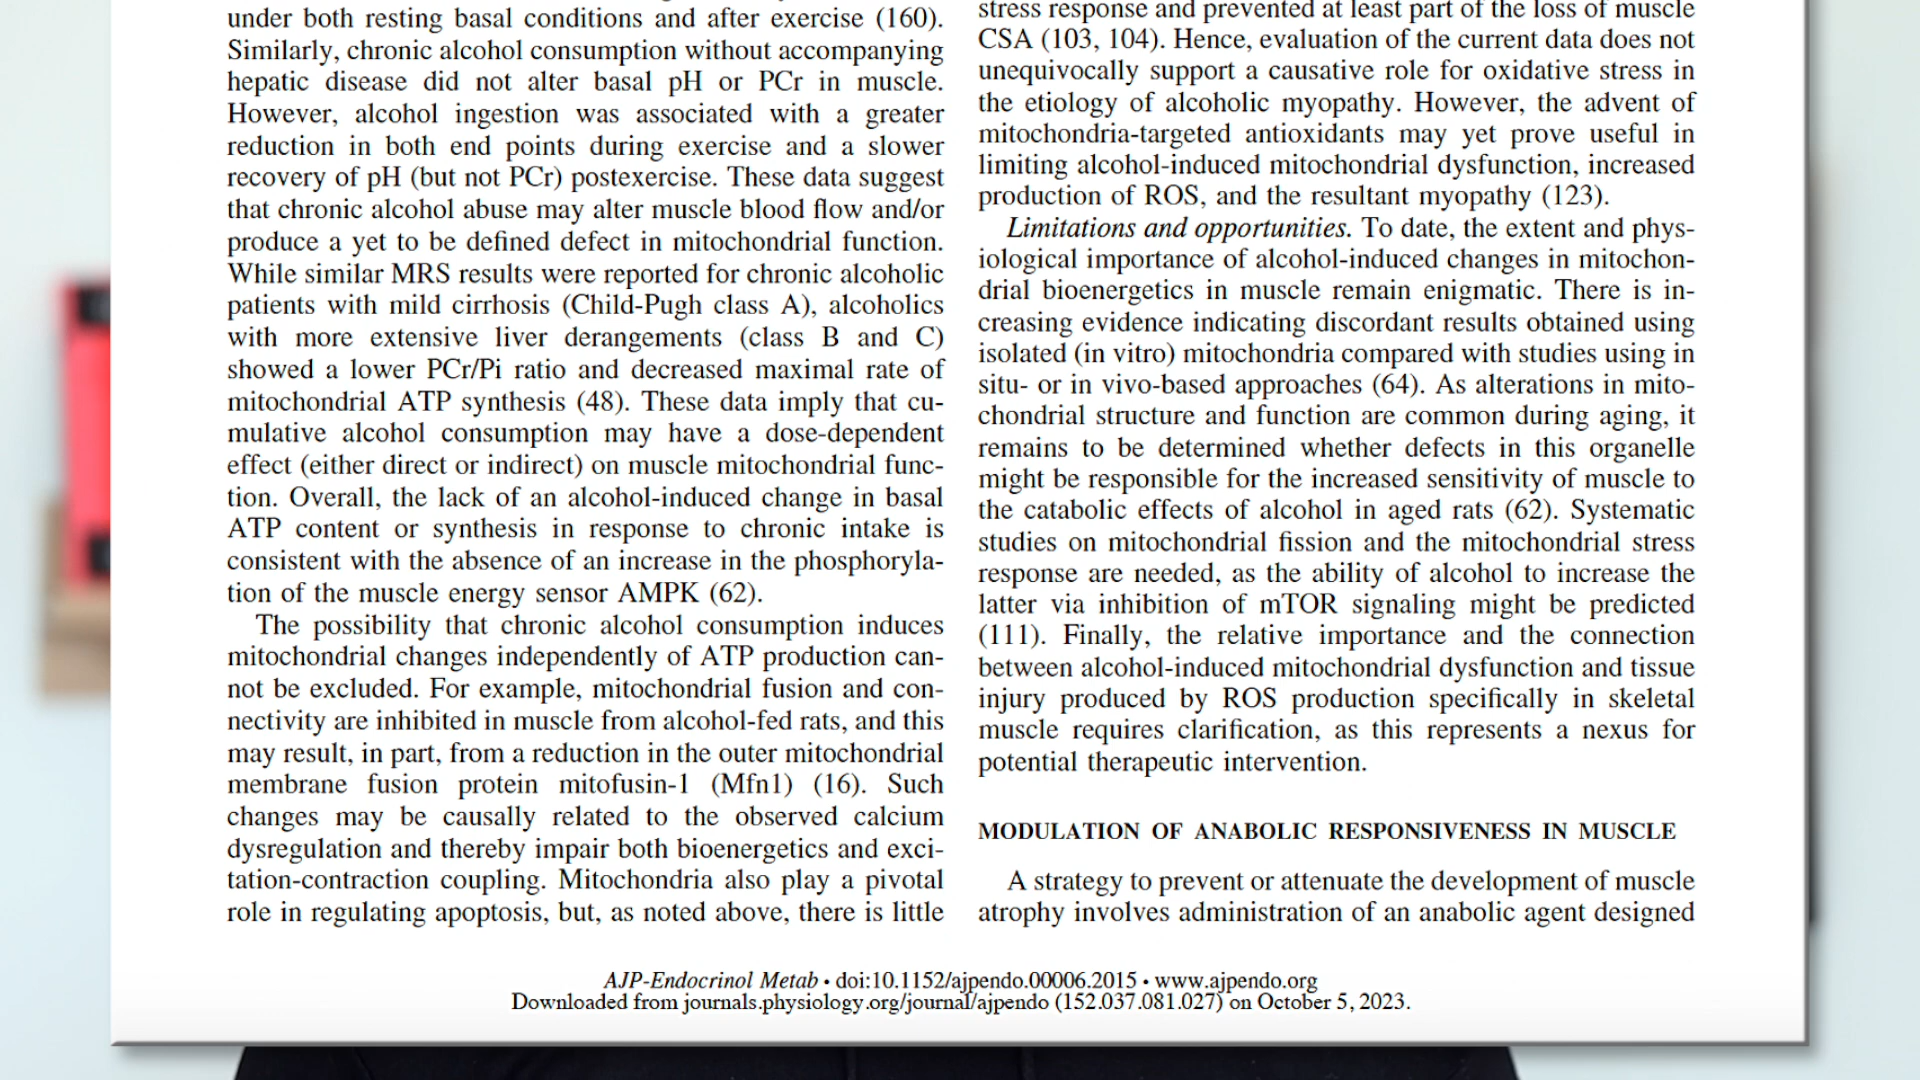 under both resting basal conditions and after exercise (160).
Similarly, chronic alcohol consumption without accompanying
hepatic disease did not alter basal pH or PCr in muscle.
However, alcohol ingestion was associated with a greater
reduction in both end points during exercise and a slower
recovery of pH (but not PCr) postexercise. These data suggest
that chronic alcohol abuse may alter muscle blood flow and/or
produce a yet to be defined defect in mitochondrial function.
While similar MRS results were reported for chronic alcoholic
patients with mild cirrhosis (Child-Pugh class A), alcoholics
with more extensive liver derangements (class B and C)
showed a lower PCr/Pi ratio and decreased maximal rate of
mitochondrial ATP synthesis (48). These data imply that cu-
mulative alcohol consumption may have a dose-dependent
effect (either direct or indirect) on muscle mitochondrial func-
tion. Overall, the lack of an alcohol-induced change in basal
ATP content or synthesis in response to chronic intake is
consistent with the absence of an increase in the phosphoryla-
tion of the muscle energy sensor AMPK (62).
The possibility that chronic alcohol consumption induces
mitochondrial changes independently of ATP production can-
not be excluded. For example, mitochondrial fusion and con-
nectivity are inhibited in muscle from alcohol-fed rats, and this
may result, in part, from a reduction in the outer mitochondrial
membrane fusion protein mitofusin-1 (Mfn1) (16). Such
changes may be causally related to the observed calcium
dysregulation and thereby impair both bioenergetics and exci-
tation-contraction coupling. Mitochondria also play a pivotal
role in regulating apoptosis, but, as noted above, there is little
stress response and prevented at least part of the loss of muscle
CSA (103, 104). Hence, evaluation of the current data does not
unequivocally support a causative role for oxidative stress in
the etiology of alcoholic myopathy. However, the advent of
mitochondria-targeted antioxidants may yet prove useful in
limiting alcohol-induced mitochondrial dysfunction, increased
production of ROS, and the resultant myopathy (123).
Limitations and opportunities. To date, the extent and phys-
iological importance of alcohol-induced changes in mitochon-
drial bioenergetics in muscle remain enigmatic. There is in-
creasing evidence indicating discordant results obtained using
isolated (in vitro) mitochondria compared with studies using in
situ- or in vivo-based approaches (64). As alterations in mito-
chondrial structure and function are common during aging, it
remains to be determined whether defects in this organelle
might be responsible for the increased sensitivity of muscle to
the catabolic effects of alcohol in aged rats (62). Systematic
studies on mitochondrial fission and the mitochondrial stress
response are needed, as the ability of alcohol to increase the
latter via inhibition of mTOR signaling might be predicted
(111). Finally, the relative importance and the connection
between alcohol-induced mitochondrial dysfunction and tissue
injury produced by ROS production specifically in skeletal
muscle requires clarification, as this represents a nexus for
potential therapeutic intervention.
MODULATION OF ANABOLIC RESPONSIVENESS IN MUSCLE
A strategy to prevent or attenuate the development of muscle
atrophy involves administration of an anabolic agent designed
AJP-Endocrinol Metab • doi:10.1152/ajpendo.00006.2015 • www.ajpendo.org
Downloaded from journals.physiology.org/journal/ajpendo (152.037.081.027) on October 5, 2023.